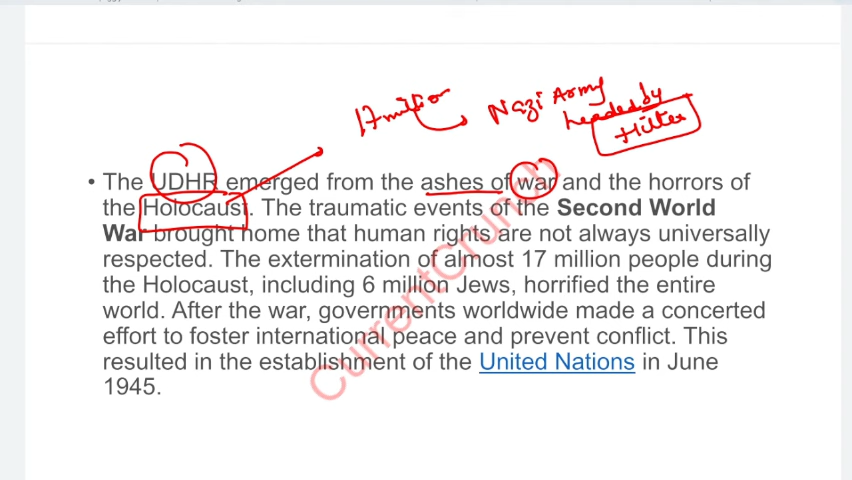 17 million
Nazi Army
headed by
Hitler
• The UDHR emerged from the ashes of war and the horrors of
the Holocaust. The traumatic events of the Second World
War brought home that human rights are not always universally
respected. The extermination of almost 17 million people during
the Holocaust, including 6 million Jews, horrified the entire
world. After the war, governments worldwide made a concerted
effort to foster international peace and prevent conflict. This
resulted in the establishment of the United Nations in June
1945.
CurrentCrunch